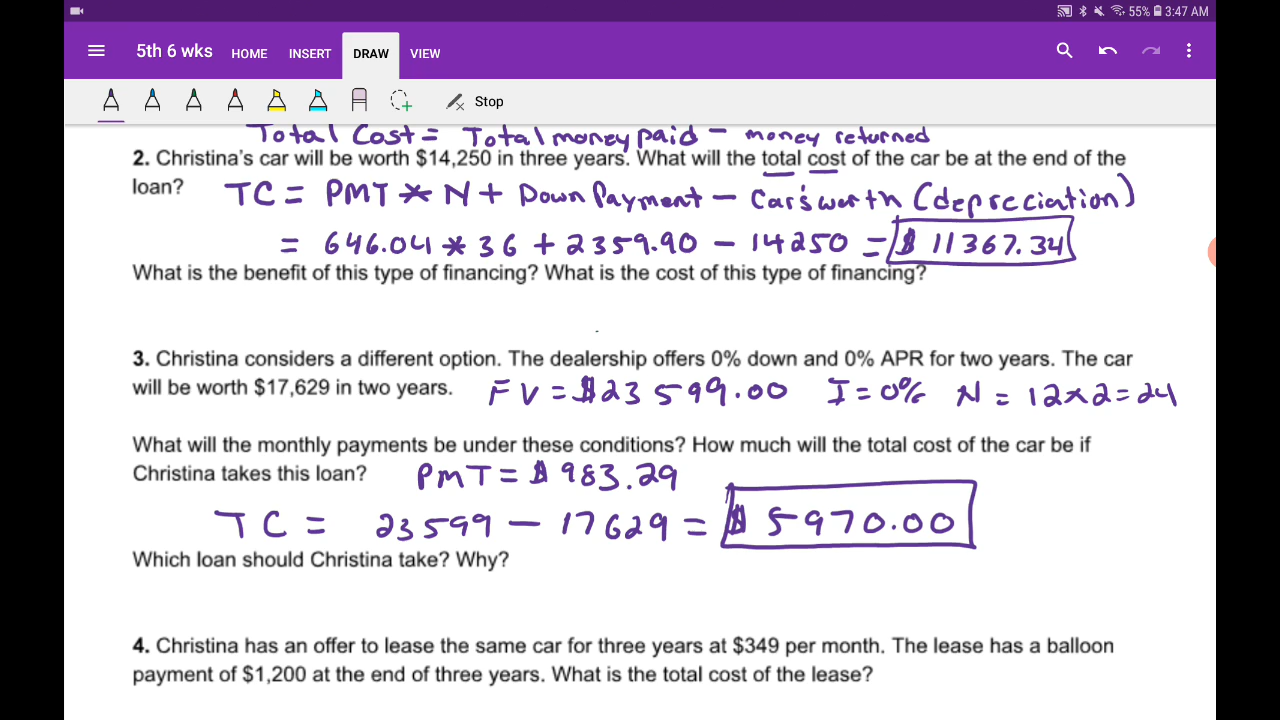 55% 3:47 AM
5th 6 wks HOME INSERT DRAW VIEW
Stop
Total Cost = Total money paid - money returned
2. Christina's car will be worth $14,250 in three years. What will the total cost of the car be at the end of the
loan? TC = PMT * N + Down Payment - Car's worth (depreciation)
= 646.04 * 36 + 2359.90 - 14250 = $ 11367.34
What is the benefit of this type of financing? What is the cost of this type of financing?
3. Christina considers a different option. The dealership offers 0% down and 0% APR for two years. The car
will be worth $17,629 in two years. FV = $23 599.00 I = 0% N = 12x2=24
What will the monthly payments be under these conditions? How much will the total cost of the car be if
Christina takes this loan? PMT = $ 983.29
TC = 23599 - 17629 = $ 5970.00
Which loan should Christina take? Why?
4. Christina has an offer to lease the same car for three years at $349 per month. The lease has a balloon
payment of $1,200 at the end of three years. What is the total cost of the lease?